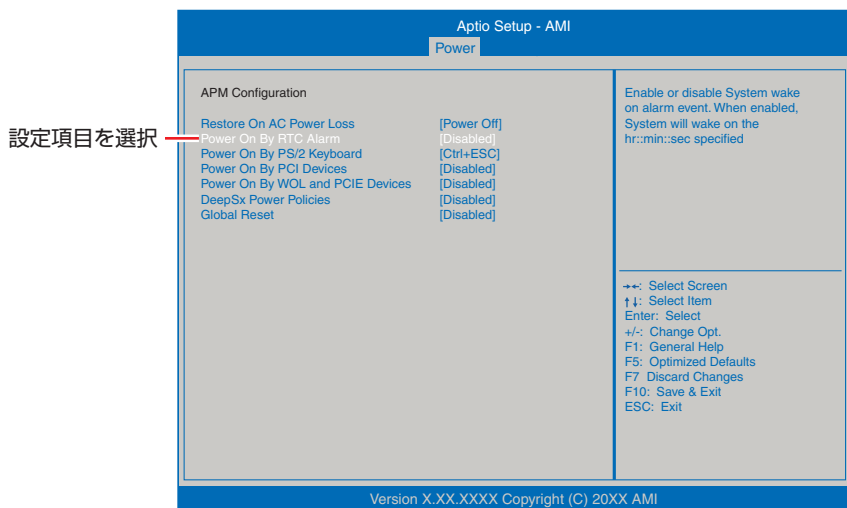 Aptio Setup - AMI
Power
APM Configuration
Restore On AC Power Loss [Power Off]
Power On By RTC Alarm [Disabled]
Power On By PS/2 Keyboard [Ctrl+ESC]
Power On By PCI Devices [Disabled]
Power On By WOL and PCIE Devices [Disabled]
DeepSx Power Policies [Disabled]
Global Reset [Disabled]
設定項目を選択
Enable or disable System wake
on alarm event. When enabled,
System will wake on the
hr::min::sec specified
→←: Select Screen
↑↓: Select Item
Enter: Select
+/-: Change Opt.
F1: General Help
F5: Optimized Defaults
F7 Discard Changes
F10: Save & Exit
ESC: Exit
Version X.XX.XXXX Copyright (C) 20XX AMI